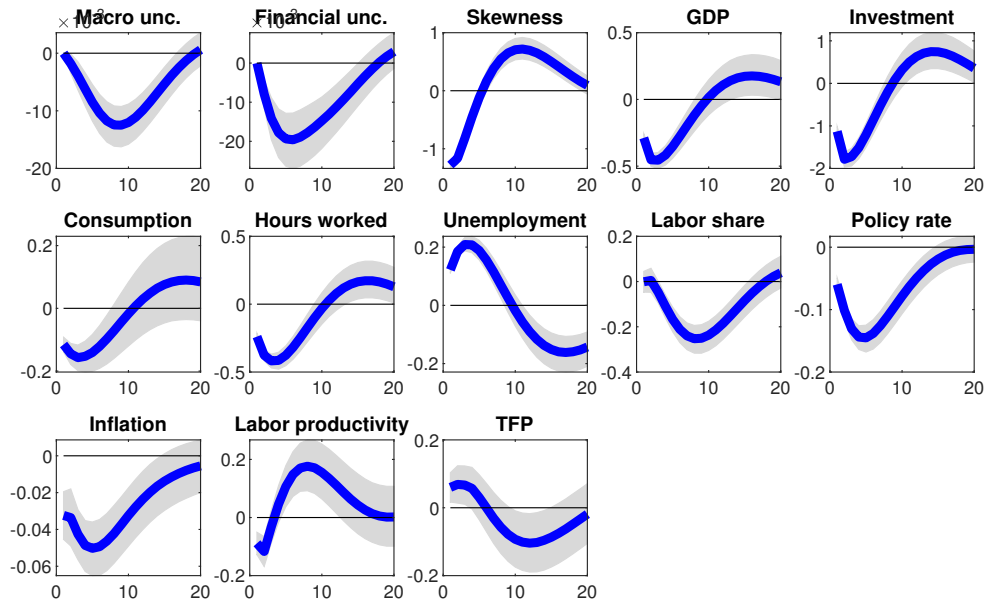 Macro unc.
0
-10
-20
0 10 20
Financial unc.
0
-10
-20
0 10 20
Skewness
1
0
-1
0 10 20
GDP
0.5
0
-0.5
0 10 20
Investment
1
0
-1
-2
0 10 20
Consumption
0.2
0
-0.2
0 10 20
Hours worked
0.5
0
-0.5
0 10 20
Unemployment
0.2
0
-0.2
0 10 20
Labor share
0.2
0
-0.2
-0.4
0 10 20
Policy rate
0
-0.1
-0.2
0 10 20
Inflation
0
-0.02
-0.04
-0.06
0 10 20
Labor productivity
0.2
0
-0.2
0 10 20
TFP
0.2
0
-0.2
0 10 20